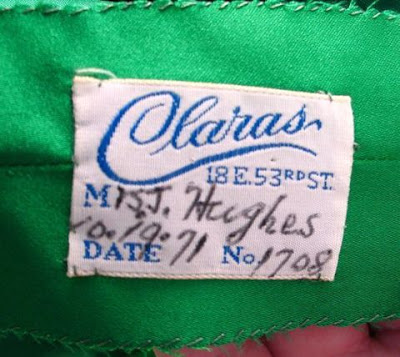 Claras
18 E. 53RD ST.
Mrs J. Hughes
10.19.71
DATE No. 1708